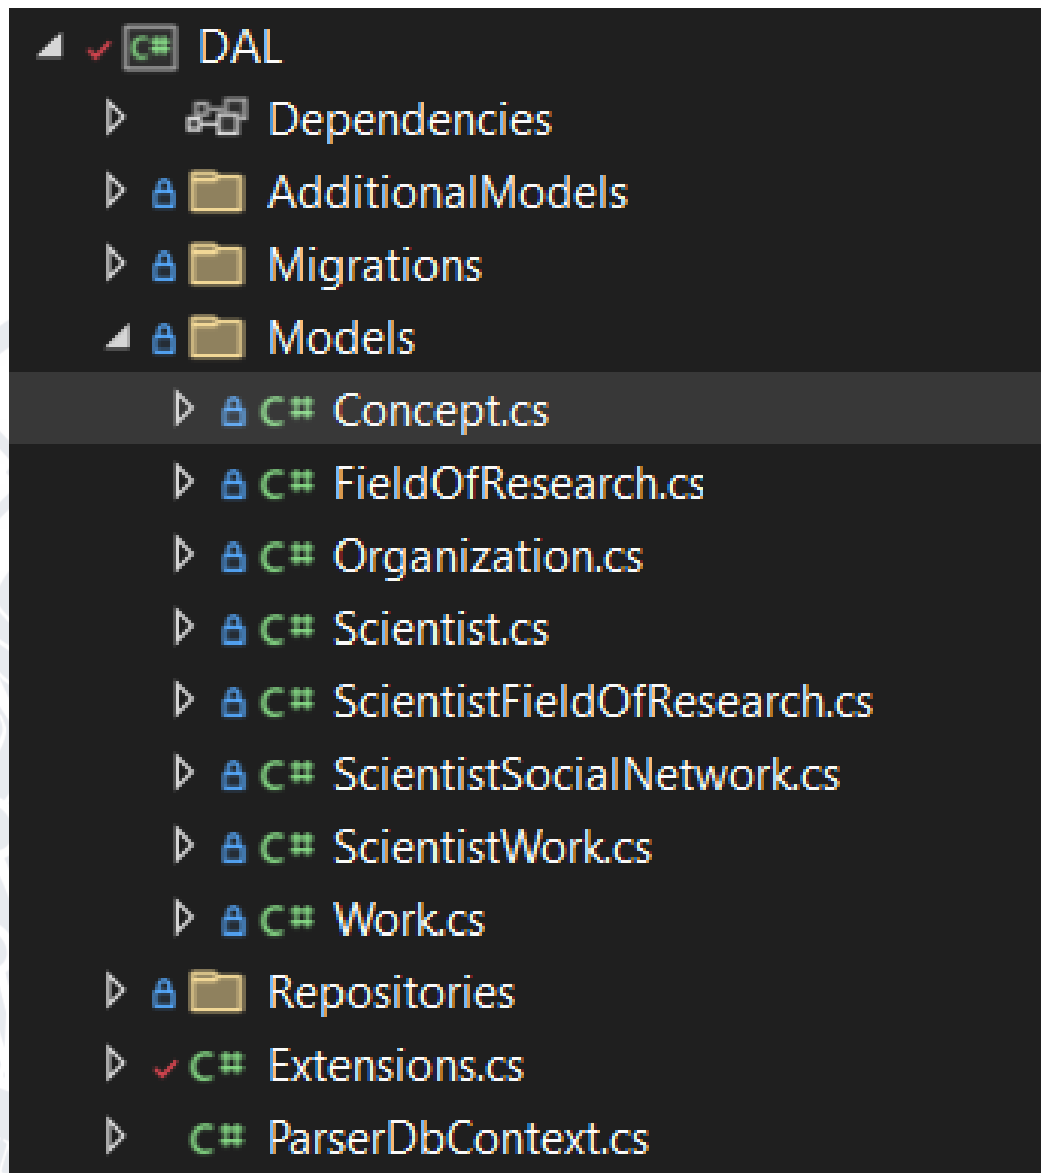 C# DAL
Dependencies
AdditionalModels
Migrations
Models
C# Concept.cs
C# FieldOfResearch.cs
C# Organization.cs
C# Scientist.cs
C# ScientistFieldOfResearch.cs
C# ScientistSocialNetwork.cs
C# ScientistWork.cs
C# Work.cs
Repositories
C# Extensions.cs
C# ParserDbContext.cs